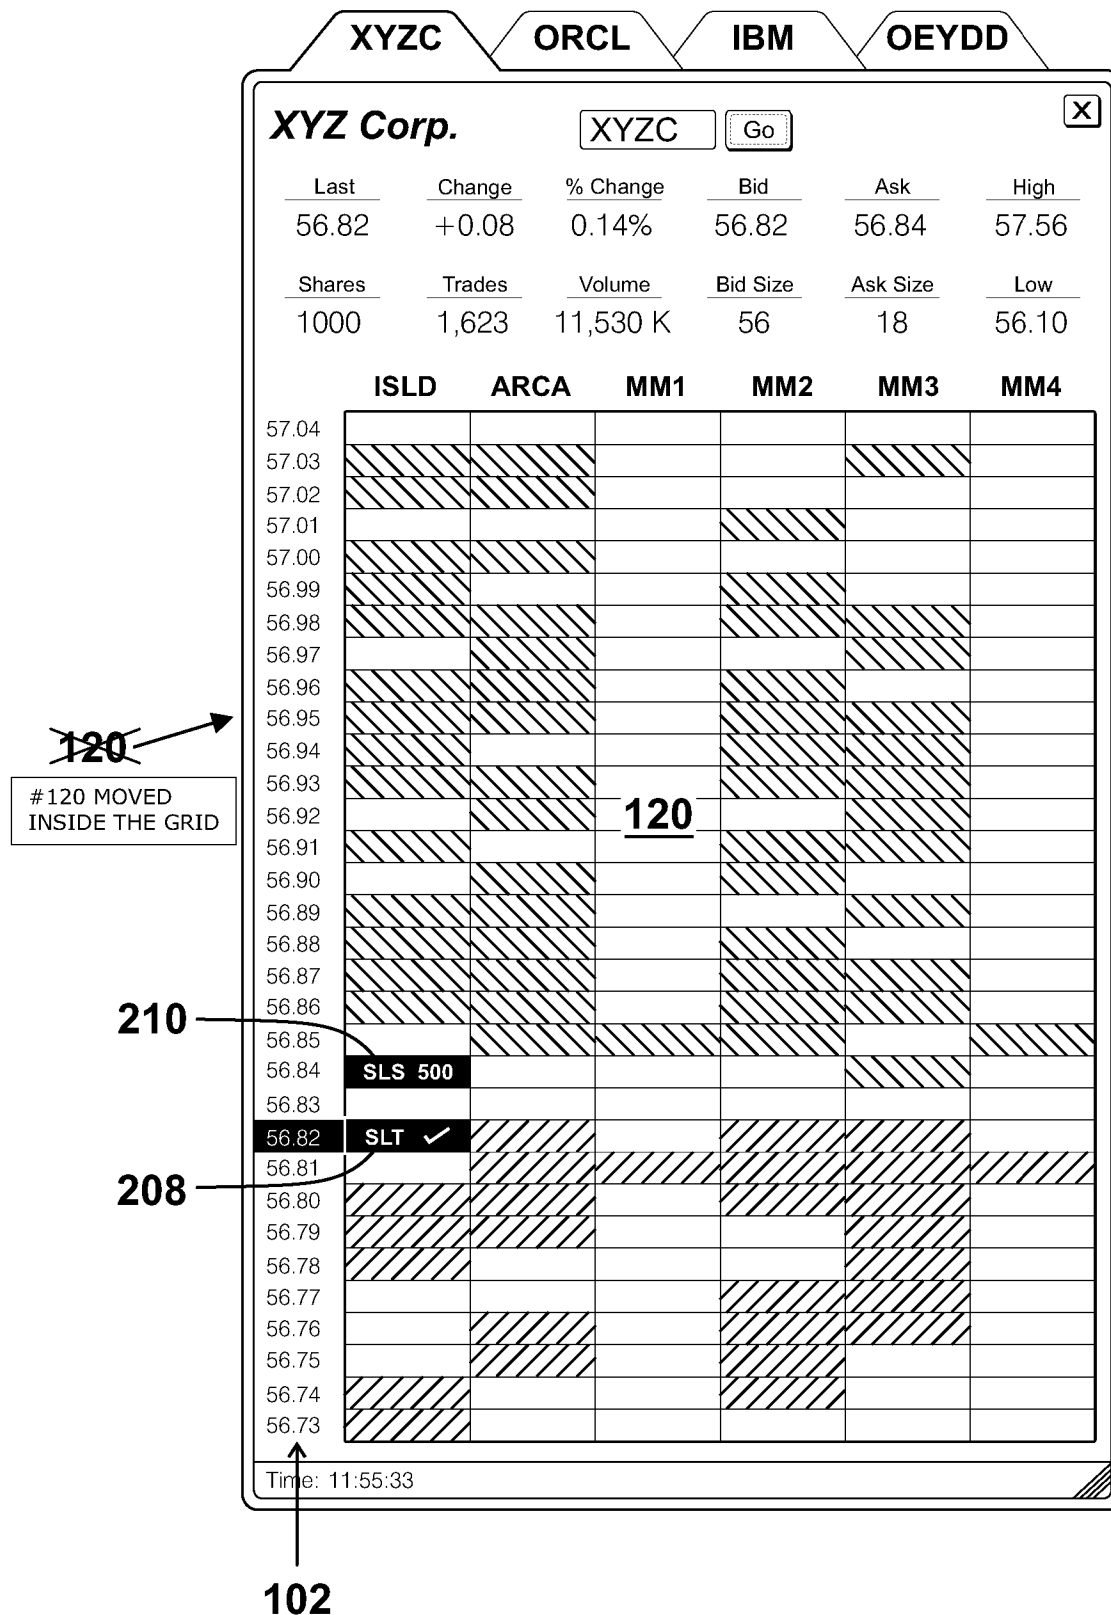 XYZC ORCL IBM OEYDD
XYZ Corp. XYZC Go X
Last Change % Change Bid Ask High
56.82 +0.08 0.14% 56.82 56.84 57.56
Shares Trades Volume Bid Size Ask Size Low
1000 1,623 11,530 K 56 18 56.10
ISLD ARCA MM1 MM2 MM3 MM4
57.04
57.03
57.02
57.01
57.00
56.99
56.98
56.97
56.96
56.95
120
56.94
56.93
#120 MOVED
INSIDE THE GRID
56.92
120
56.91
56.90
56.89
56.88
56.87
56.86
210
56.85
56.84 SLS 500
56.83
56.82 SLT ✓
56.81
208
56.80
56.79
56.78
56.77
56.76
56.75
56.74
56.73
Time: 11:55:33
102